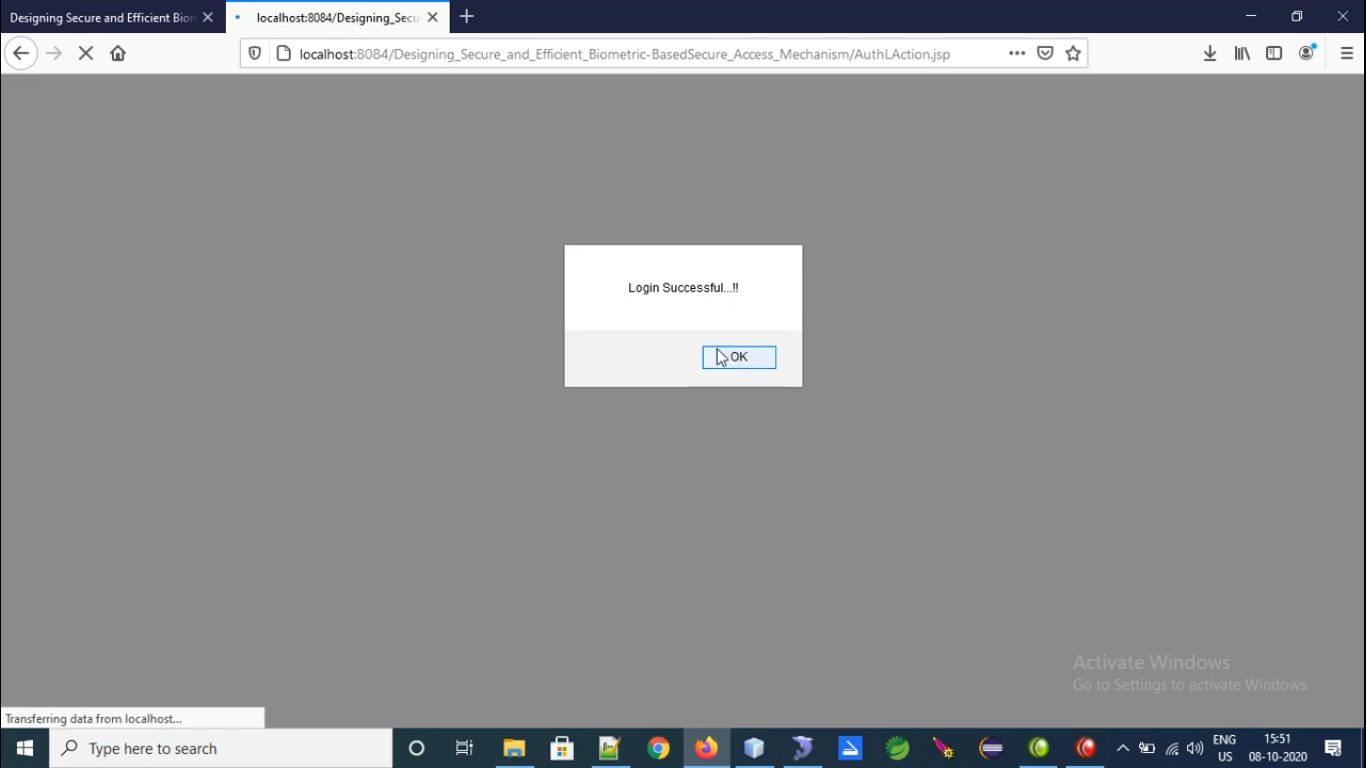 Designing Secure and Efficient Bion
localhost:8084/Designing_Secu
localhost:8084/Designing_Secure_and_Efficient_Biometric-BasedSecure_Access_Mechanism/AuthLAction.jsp
Login Successful...!!
OK
Activate Windows
Go to Settings to activate Windows.
Transferring data from localhost...
Type here to search
ENG
US
15:51
08-10-2020